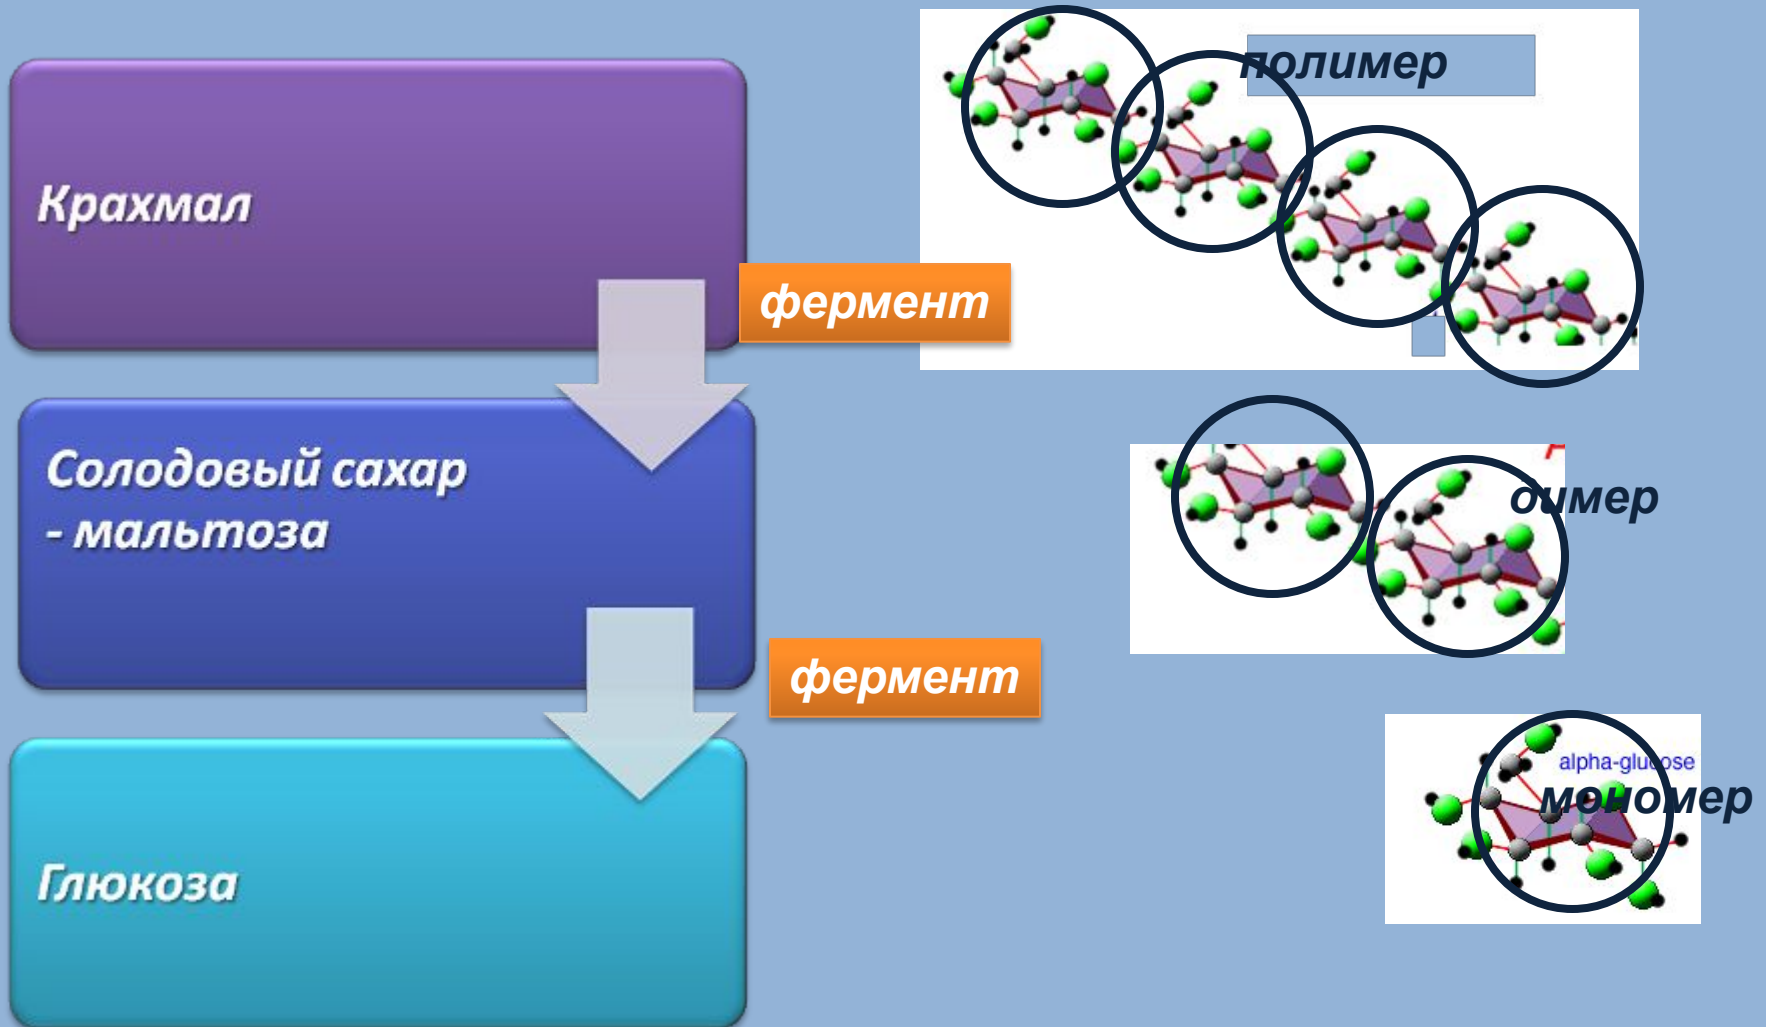 полимер
Крахмал
фермент
Солодовый сахар
- мальтоза
димер
фермент
alpha-glucose
мономер
Глюкоза